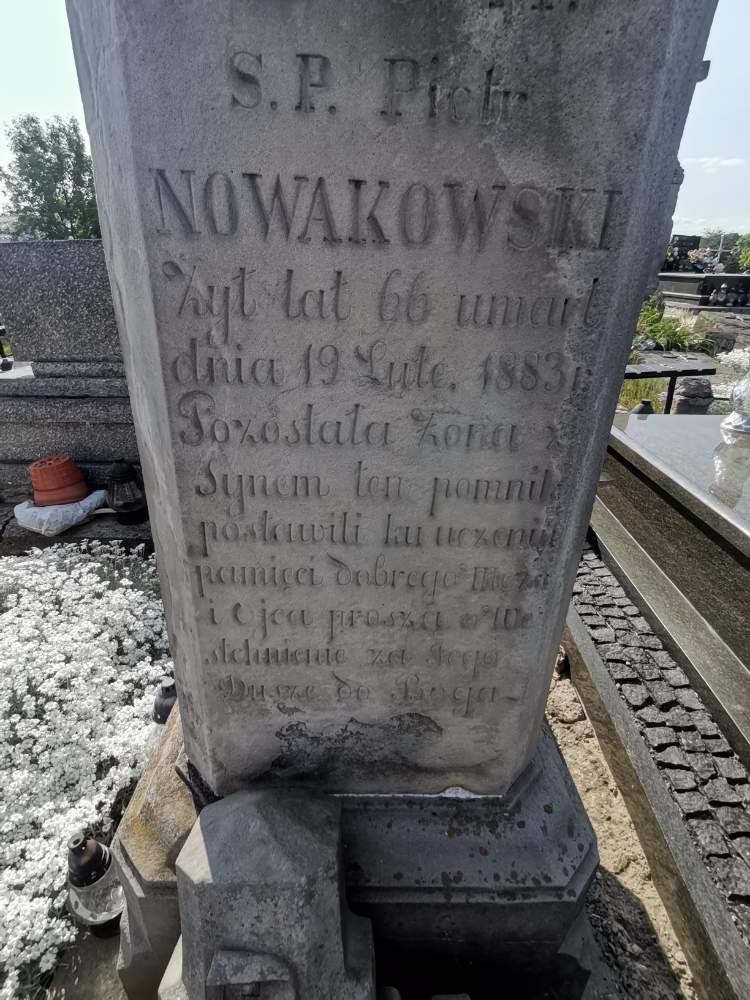 S. P. Piotr
NOWAKOWSKI
Żył lat 66 umarł
dnia 19 Lute. 1883 r.
Pozostała Żona z
Synem ten pomnik
postawili ku uczeniu
pamięci dobrego Męża
i Ojca proszą o We
stchnienie za Jego
Dusze do Boga